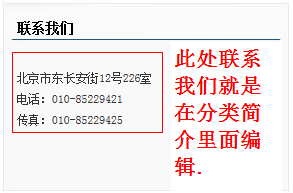 联系我们
北京市东长安街12号226室
电话：010-85229421
传真：010-85229425
此处联系
我们就是
在分类简
介里面编
辑.